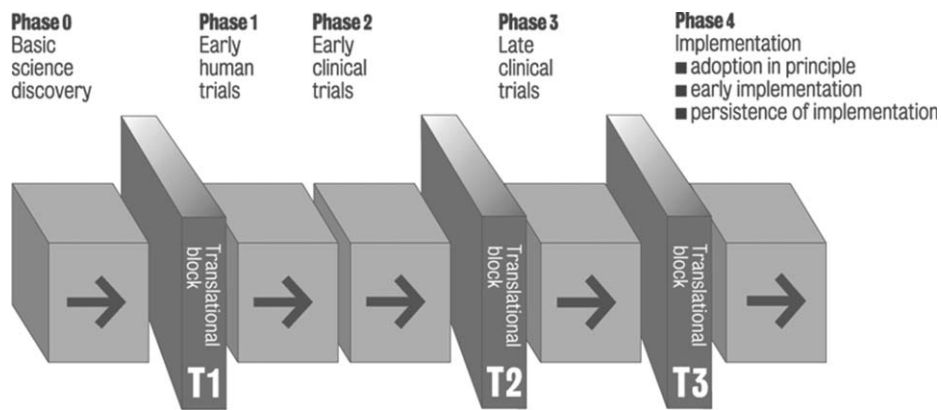 Phase 0
Basic
science
discovery
Phase 1
Early
human
trials
Phase 2
Early
clinical
trials
Phase 3
Late
clinical
trials
Phase 4
Implementation
■ adoption in principle
■ early implementation
■ persistence of implementation
Translational
block
T1
Translational
block
T2
Translational
block
T3